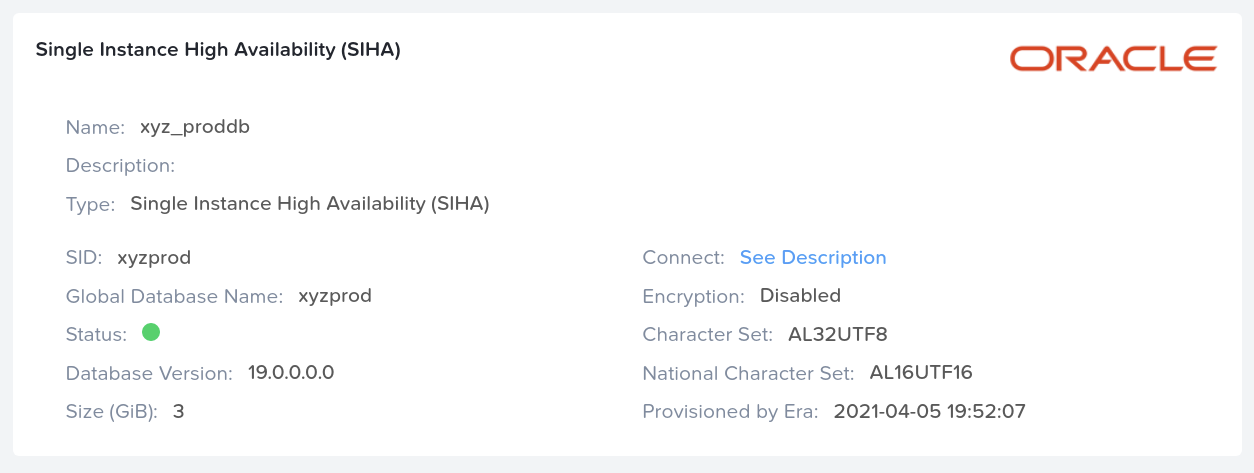 Single Instance High Availability (SIHA)
ORACLE
Name: xyz_proddb
Description:
Type: Single Instance High Availability (SIHA)
SID: xyzprod
Global Database Name: xyzprod
Status:
Database Version: 19.0.0.0.0
Size (GiB): 3
Connect: See Description
Encryption: Disabled
Character Set: AL32UTF8
National Character Set: AL16UTF16
Provisioned by Era: 2021-04-05 19:52:07